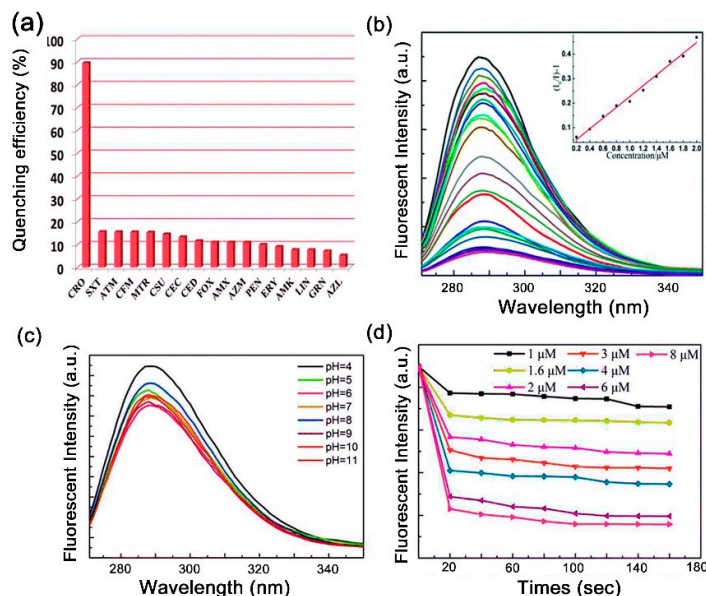 (a)
Quenching efficiency (%)
100
90
80
70
60
50
40
30
20
10
0
CRO
SXT
ATM
CFM
MTR
CSU
CEC
CED
FOX
AMX
AZM
PEN
ERY
AMK
LIN
GRN
AZL
(b)
Fluorescent Intensity (a.u.)
280 300 320 340
Wavelength (nm)
(I₀/I)-1
0.4
0.3
0.2
0.1
0.2 0.4 0.6 0.8 1.0 1.2 1.4 1.6 1.8 2.0
Concentration/μM
(c)
Fluorescent Intensity (a.u.)
pH=4
pH=5
pH=6
pH=7
pH=8
pH=9
pH=10
pH=11
280 300 320 340
Wavelength (nm)
(d)
Fluorescent Intensity (a.u.)
1 μM 3 μM 8 μM
1.6 μM 4 μM
2 μM 6 μM
20 60 100 140 180
Times (sec)